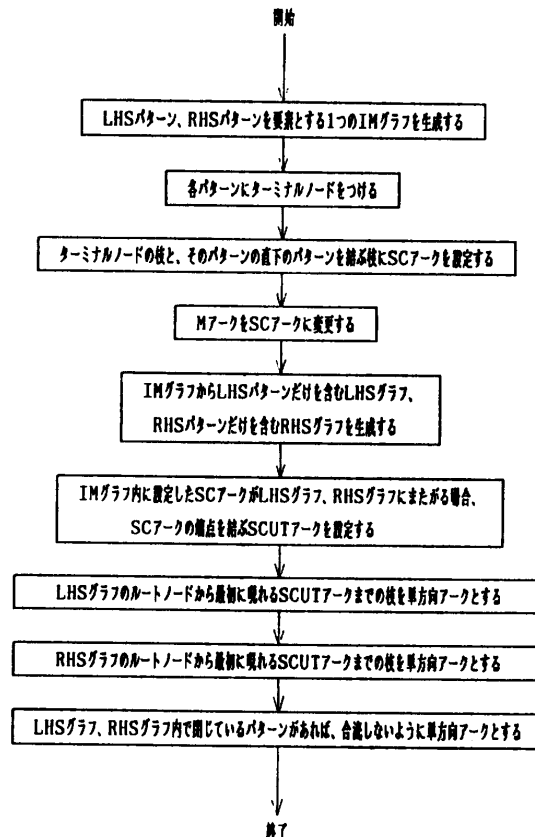 開始
LHSパターン、RHSパターンを要素とする1つのIMグラフを生成する
各パターンにターミナルノードをつける
ターミナルノードの枝と、そのパターンの直下のパターンを結ぶ枝にSCアークを設定する
MアークをSCアークに変更する
IMグラフからLHSパターンだけを含むLHSグラフ、
RHSパターンだけを含むRHSグラフを生成する
IMグラフ内に設定したSCアークがLHSグラフ、RHSグラフにまたがる場合、
SCアークの端点を結ぶSCUTアークを設定する
LHSグラフのルートノードから最初に現れるSCUTアークまでの枝を単方向アークとする
RHSグラフのルートノードから最初に現れるSCUTアークまでの枝を単方向アークとする
LHSグラフ、RHSグラフ内で閉じているパターンがあれば、合流しないように単方向アークとする
終了